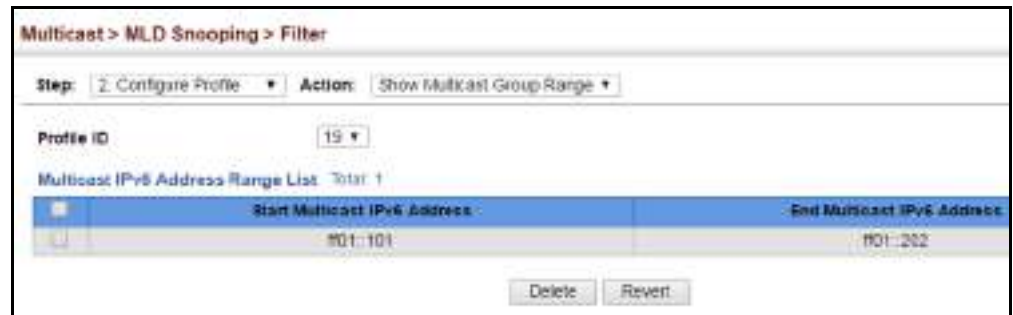 Multicast > MLD Snooping > Filter
Step: 2. Configure Profile Action: Show Multicast Group Range
Profile ID 19
Multicast IPv6 Address Range List Total: 1
Start Multicast IPv6 Address End Multicast IPv6 Address
ff01::101 ff01::202
Delete Revert